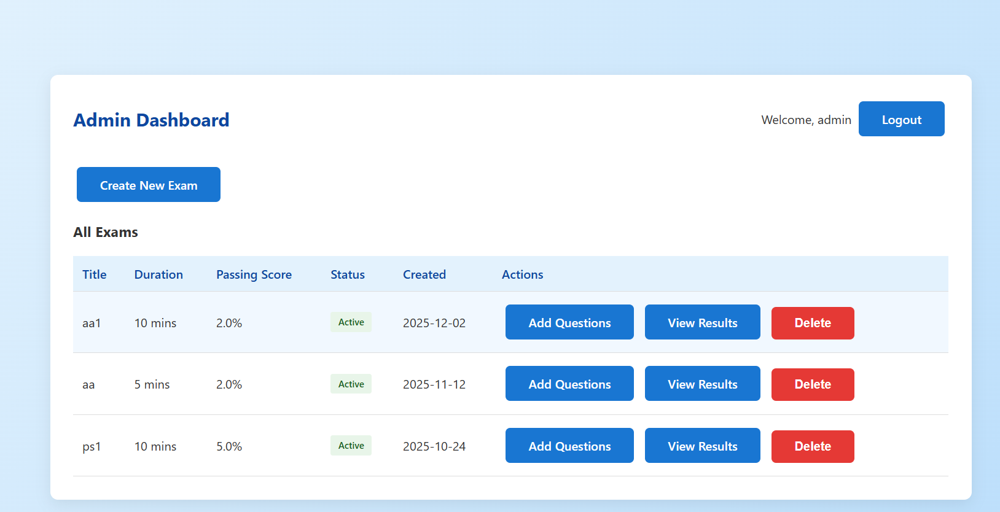 Admin Dashboard
Welcome, admin Logout
Create New Exam
All Exams
Title Duration Passing Score Status Created Actions
aa1 10 mins 2.0% Active 2025-12-02 Add Questions View Results Delete
aa 5 mins 2.0% Active 2025-11-12 Add Questions View Results Delete
ps1 10 mins 5.0% Active 2025-10-24 Add Questions View Results Delete